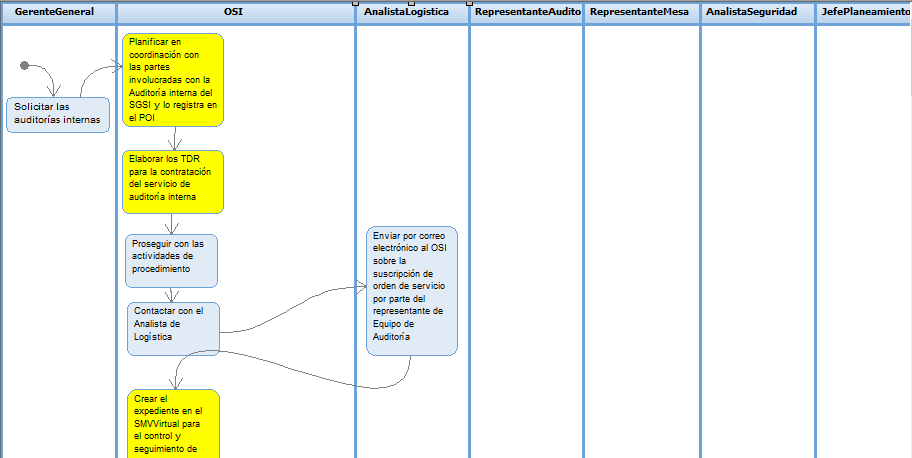 GerenteGeneral
OSI
AnalistaLogistica
RepresentanteAudito
RepresentanteMesa
AnalistaSeguridad
JefePlaneamiento
Solicitar las
auditorías internas
Planificar en
coordinación con
las partes
involucradas con la
Auditoría interna del
SGSI y lo registra en
el POI
Elaborar los TDR
para la contratación
del servicio de
auditoría interna
Proseguir con las
actividades de
procedimiento
Contactar con el
Analista de
Logística
Enviar por correo
electrónico al OSI
sobre la
suscripción de
orden de servicio
por parte del
representante de
Equipo de
Auditoría
Crear el
expediente en el
SMVVirtual para
el control y
seguimiento de